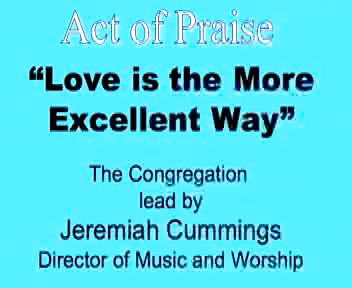 Act of Praise
“Love is the More
Excellent Way”
The Congregation
lead by
Jeremiah Cummings
Director of Music and Worship